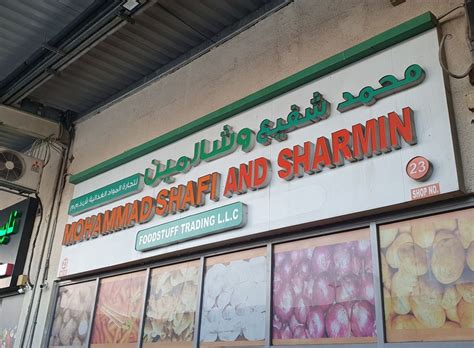 محمد شفيع وشارمين
لتجارة المواد الغذائية ش.ذ.م.م
MOHAMMAD SHAFI AND SHARMIN
FOODSTUFF TRADING L.L.C
23
SHOP NO.